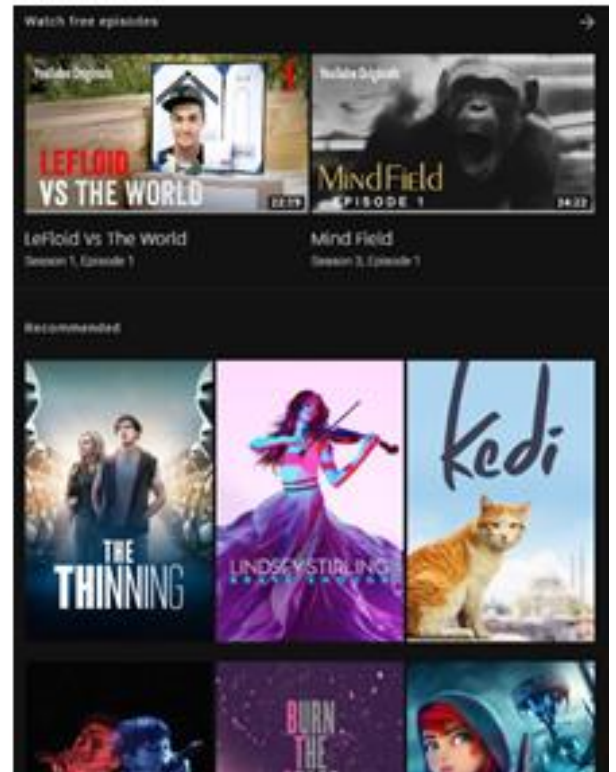 Watch free episodes
YouTube Originals
LEFLOID
VS THE WORLD
22:19
YouTube Originals
MIND FIELD
EPISODE 1
34:22
LeFloid Vs The World
Season 1, Episode 1
Mind Field
Season 3, Episode 1
Recommended
THE
THINNING
LINDSEY STIRLING
BRAVE ENOUGH
kedi
BURN
THE